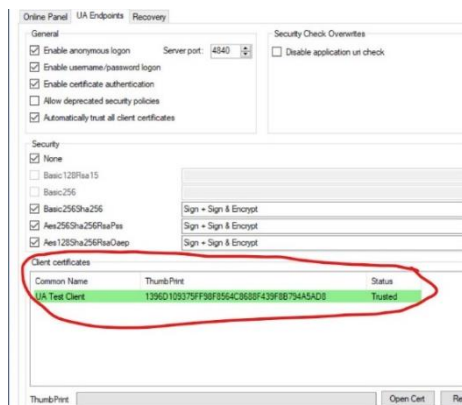 Online Panel UA Endpoints Recovery
General
Enable anonymous logon Server port: 4840
Enable username/password logon
Enable certificate authentication
Allow deprecated security policies
Automatically trust all client certificates
Security Check Overwrites
Disable application uri check
Security
None
Basic128Rsa15
Basic256
Basic256Sha256 Sign + Sign & Encrypt
Aes256Sha256RsaPss Sign + Sign & Encrypt
Aes128Sha256RsaOaep Sign + Sign & Encrypt
Client certificates
Common Name ThumbPrint Status
UA Test Client 1396D109375FF98F8564C8688F439F8B794A5AD8 Trusted
ThumbPrint Open Cert Re